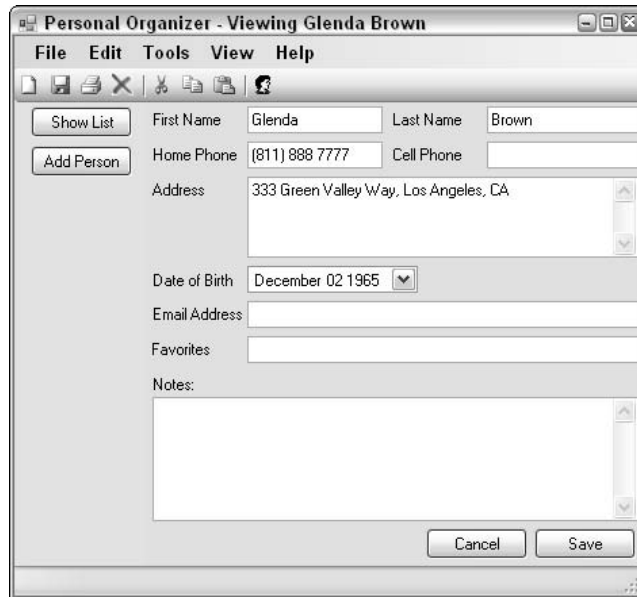 Personal Organizer - Viewing Glenda Brown
File Edit Tools View Help
Show List
First Name Glenda Last Name Brown
Add Person
Home Phone (811) 888 7777 Cell Phone
Address 333 Green Valley Way, Los Angeles, CA
Date of Birth December 02 1965
Email Address
Favorites
Notes:
Cancel Save